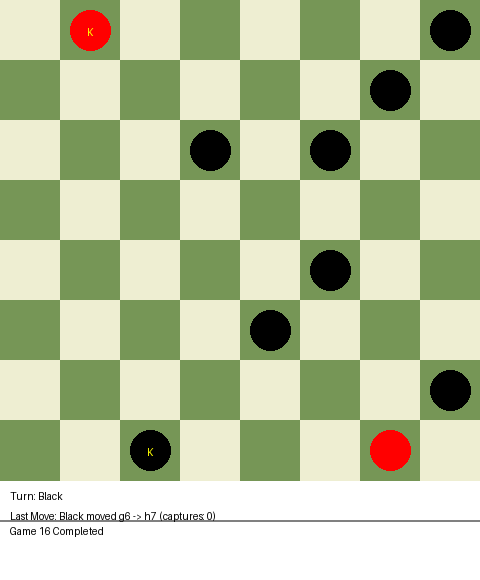 K
K
Turn: Black
Last Move: Black moved g6 -> h7 (captures: 0)
Game 16 Completed